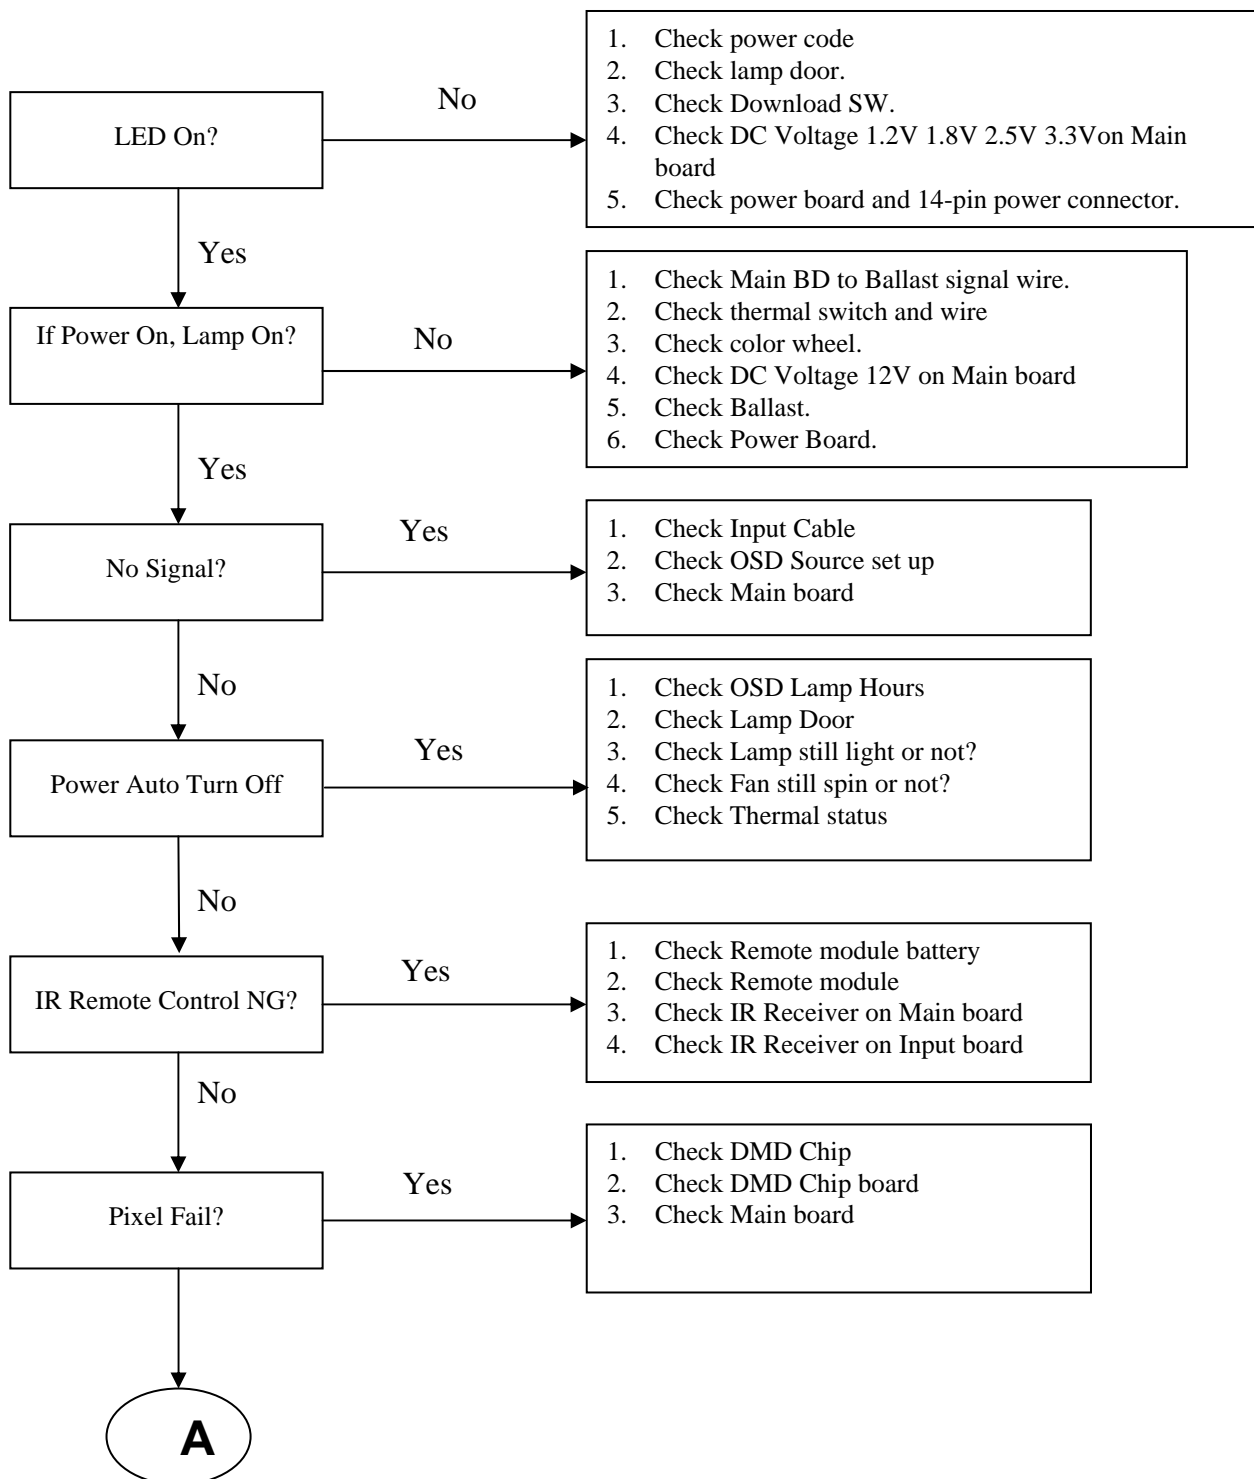 LED On?
No
1. Check power code
2. Check lamp door.
3. Check Download SW.
4. Check DC Voltage 1.2V 1.8V 2.5V 3.3Von Main
board
5. Check power board and 14-pin power connector.
Yes
If Power On, Lamp On?
No
1. Check Main BD to Ballast signal wire.
2. Check thermal switch and wire
3. Check color wheel.
4. Check DC Voltage 12V on Main board
5. Check Ballast.
6. Check Power Board.
Yes
No Signal?
Yes
1. Check Input Cable
2. Check OSD Source set up
3. Check Main board
No
Power Auto Turn Off
Yes
1. Check OSD Lamp Hours
2. Check Lamp Door
3. Check Lamp still light or not?
4. Check Fan still spin or not?
5. Check Thermal status
No
IR Remote Control NG?
Yes
1. Check Remote module battery
2. Check Remote module
3. Check IR Receiver on Main board
4. Check IR Receiver on Input board
No
Pixel Fail?
Yes
1. Check DMD Chip
2. Check DMD Chip board
3. Check Main board
A